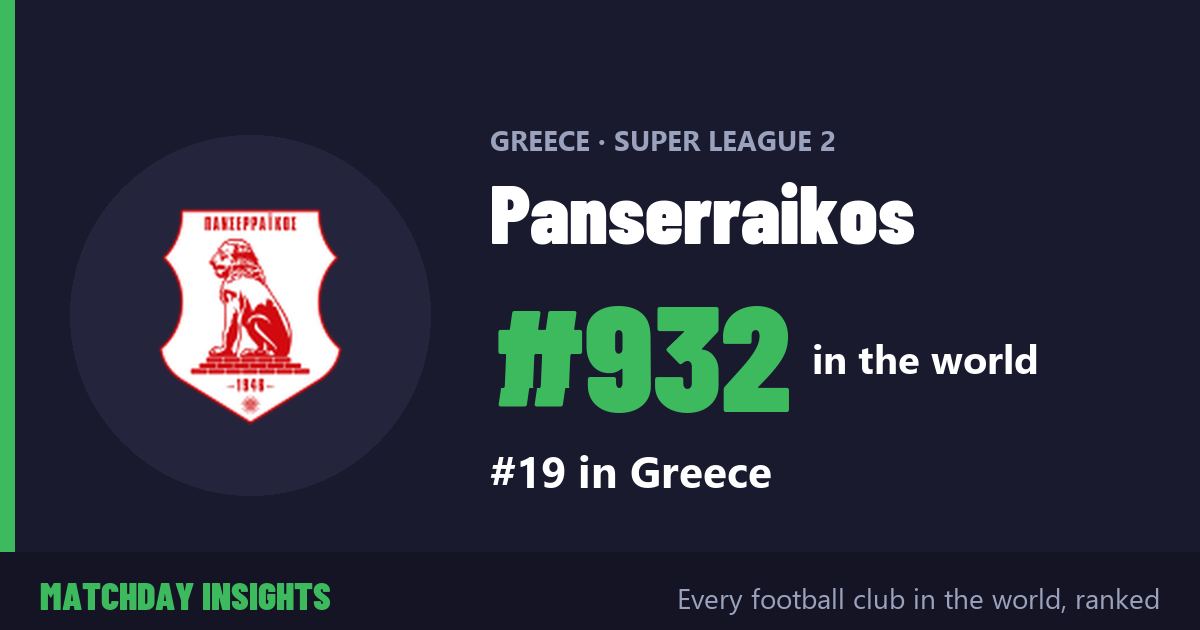 GREECE · SUPER LEAGUE 2
Panserraikos
ΠΑΝΣΕΡΡΑΪΚΟΣ
#932 in the world
-1946-
#19 in Greece
MATCHDAY INSIGHTS
Every football club in the world, ranked